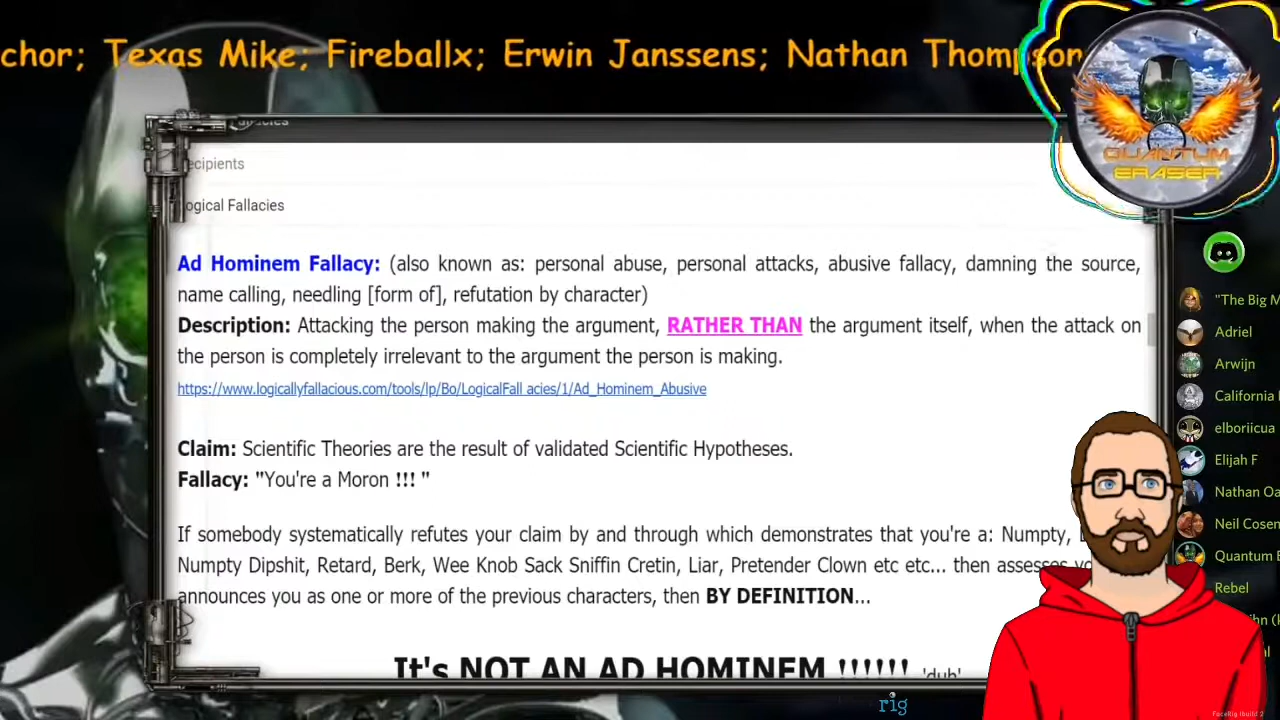 chor; Texas Mike; Fireballx; Erwin Janssens; Nathan Thompson
QUANTUM
ERASER
ecipients
ogical Fallacies
Ad Hominem Fallacy: (also known as: personal abuse, personal attacks, abusive fallacy, damning the source,
name calling, needling [form of], refutation by character)
Description: Attacking the person making the argument, RATHER THAN the argument itself, when the attack on
the person is completely irrelevant to the argument the person is making.
https://www.logicallyfallacious.com/tools/lp/Bo/LogicalFall acies/1/Ad_Hominem_Abusive
Claim: Scientific Theories are the result of validated Scientific Hypotheses.
Fallacy: "You're a Moron !!! "
If somebody systematically refutes your claim by and through which demonstrates that you're a: Numpty,
Numpty Dipshit, Retard, Berk, Wee Knob Sack Sniffin Cretin, Liar, Pretender Clown etc etc... then assesses
announces you as one or more of the previous characters, then BY DEFINITION...
It's NOT AN AD HOMINEM !!!!!! 'duh'
"The Big M
Adriel
Arwijn
California
elboriicua
Elijah F
Nathan Oa
Neil Cosen
Quantum E
Rebel
rig
FaceRig (build 2